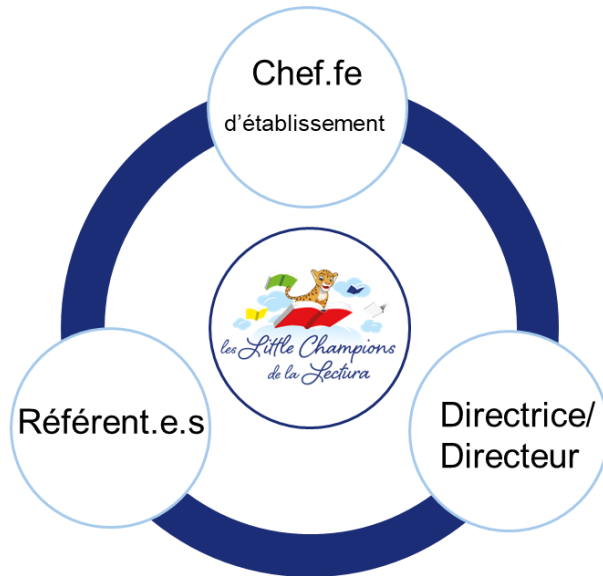 Chef.fe
d'établissement
les Little Champions
de la Lectura
Référent.e.s
Directrice/
Directeur